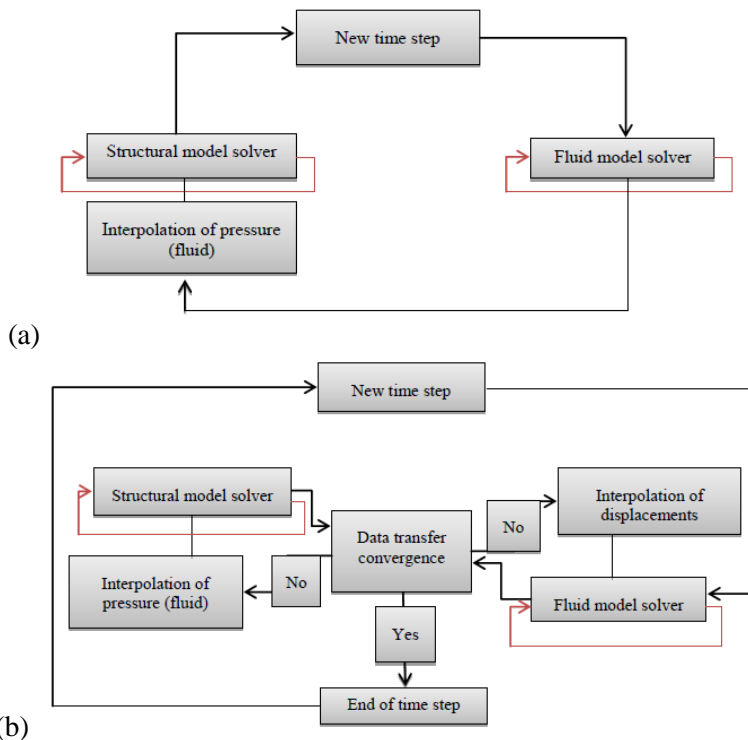 New time step
Structural model solver
Fluid model solver
Interpolation of pressure
(fluid)
(a)
New time step
Structural model solver
Interpolation of
displacements
No
Data transfer
convergence
Interpolation of
pressure (fluid)
No
Fluid model solver
Yes
End of time step
(b)